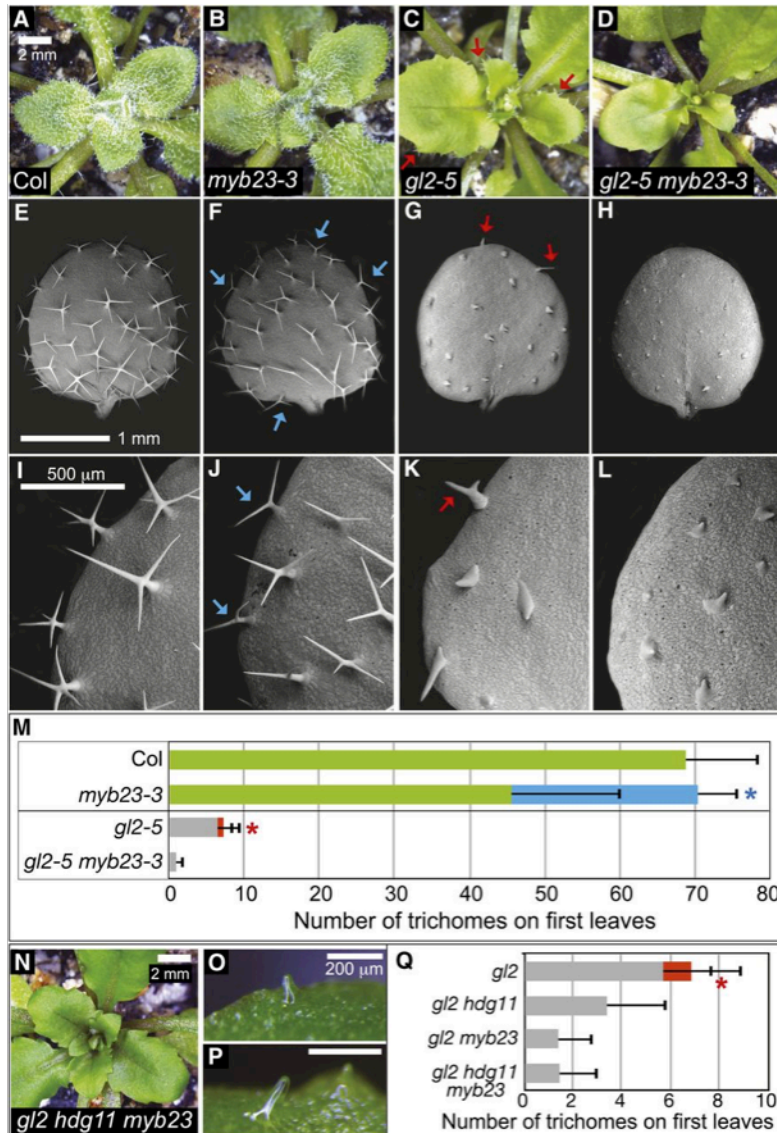 A
2 mm
Col
B
myb23-3
C
gl2-5
D
gl2-5 myb23-3
E
1 mm
F
G
H
I
500 μm
J
K
L
M
Col
myb23-3
*
gl2-5
*
gl2-5 myb23-3
0 10 20 30 40 50 60 70 80
Number of trichomes on first leaves
N
2 mm
gl2 hdg11 myb23
O
200 μm
P
Q
gl2
*
gl2 hdg11
gl2 myb23
gl2 hdg11
myb23
0 2 4 6 8 10
Number of trichomes on first leaves